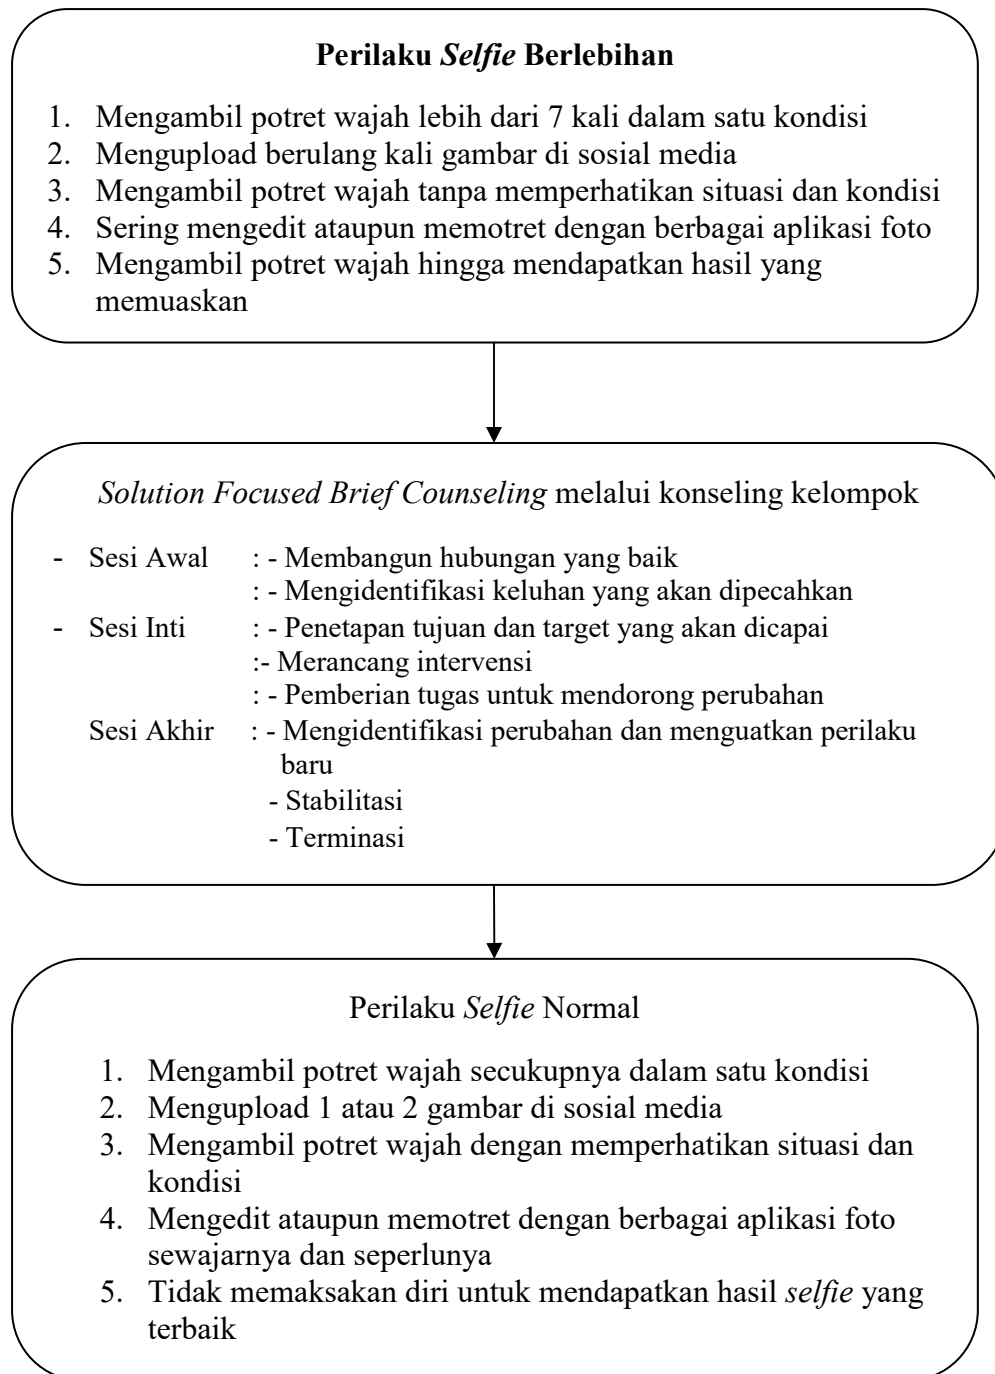 Perilaku Selfie Berlebihan
1. Mengambil potret wajah lebih dari 7 kali dalam satu kondisi
2. Mengupload berulang kali gambar di sosial media
3. Mengambil potret wajah tanpa memperhatikan situasi dan kondisi
4. Sering mengedit ataupun memotret dengan berbagai aplikasi foto
5. Mengambil potret wajah hingga mendapatkan hasil yang
memuaskan
Solution Focused Brief Counseling melalui konseling kelompok
- Sesi Awal : - Membangun hubungan yang baik
: - Mengidentifikasi keluhan yang akan dipecahkan
- Sesi Inti : - Penetapan tujuan dan target yang akan dicapai
:- Merancang intervensi
: - Pemberian tugas untuk mendorong perubahan
Sesi Akhir : - Mengidentifikasi perubahan dan menguatkan perilaku
baru
- Stabilitasi
- Terminasi
Perilaku Selfie Normal
1. Mengambil potret wajah secukupnya dalam satu kondisi
2. Mengupload 1 atau 2 gambar di sosial media
3. Mengambil potret wajah dengan memperhatikan situasi dan
kondisi
4. Mengedit ataupun memotret dengan berbagai aplikasi foto
sewajarnya dan seperlunya
5. Tidak memaksakan diri untuk mendapatkan hasil selfie yang
terbaik